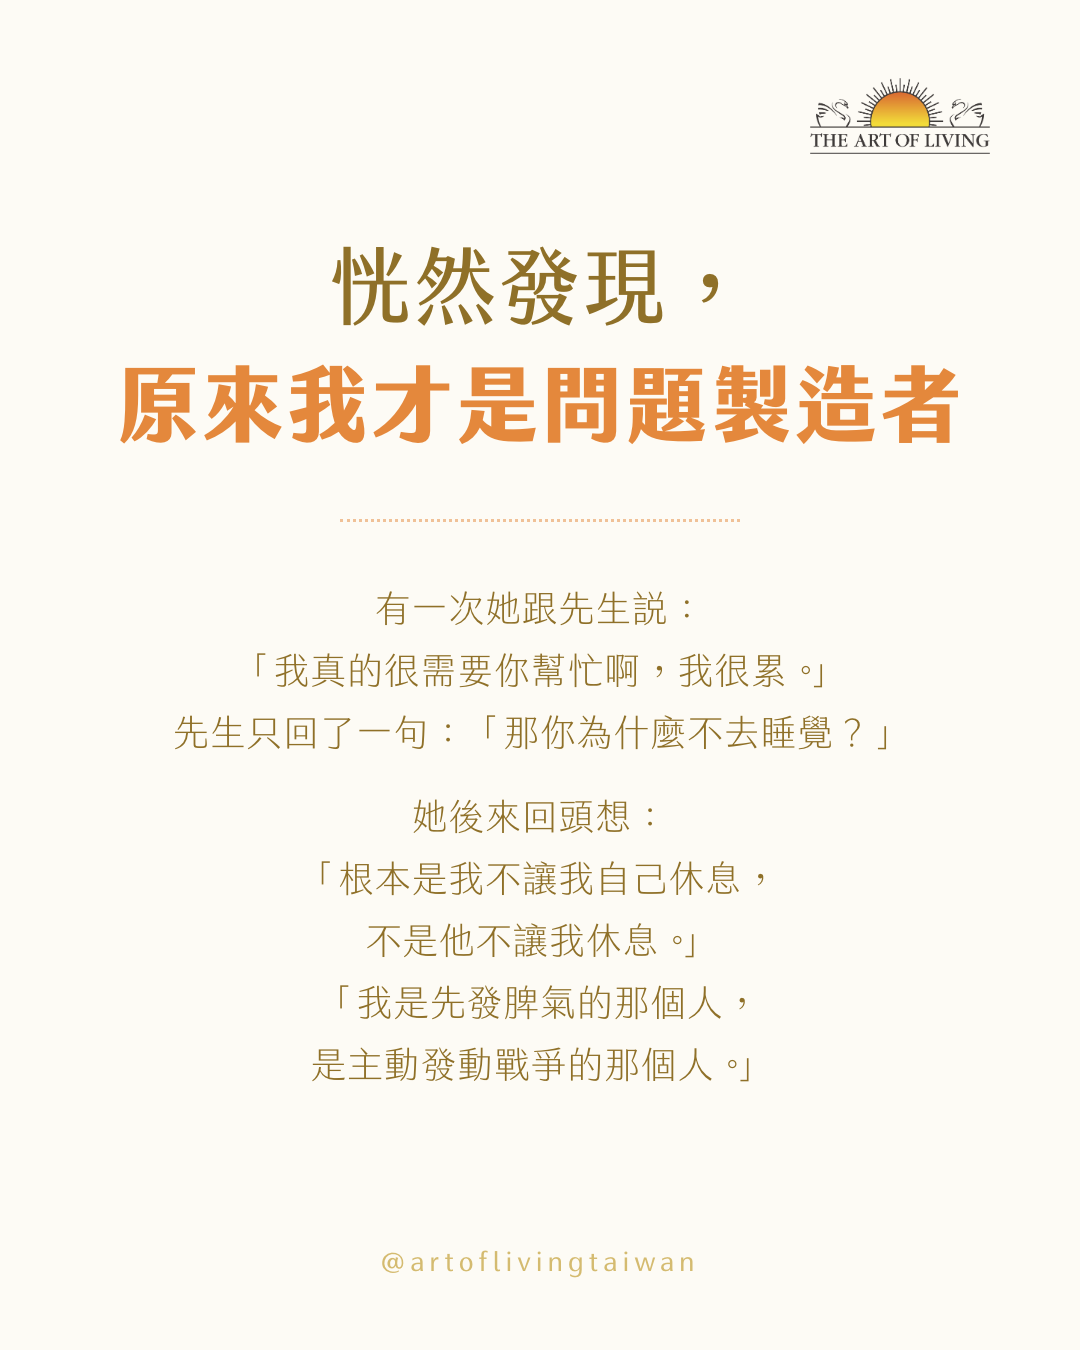 THE ART OF LIVING
恍然發現，
原來我才是問題製造者
有一次她跟先生説：
「我真的很需要你幫忙啊，我很累。」
先生只回了一句：「那你為什麼不去睡覺？」
她後來回頭想：
「根本是我不讓我自己休息，
不是他不讓我休息。」
「我是先發脾氣的那個人，
是主動發動戰爭的那個人。」
@artoflivingtaiwan